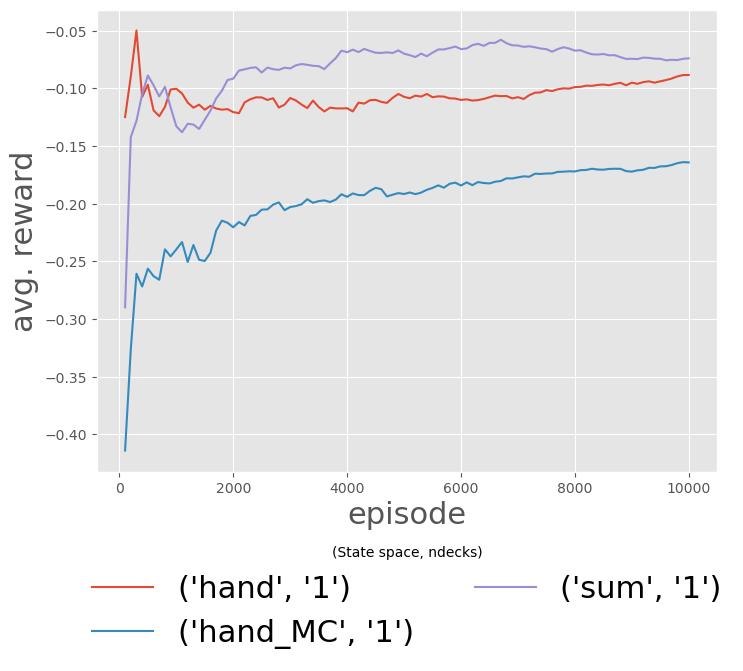 −0.05
−0.10
−0.15
−0.20
−0.25
−0.30
−0.35
−0.40
avg. reward
0 2000 4000 6000 8000 10000
episode
(State space, ndecks)
('hand', '1') ('sum', '1')
('hand_MC', '1')